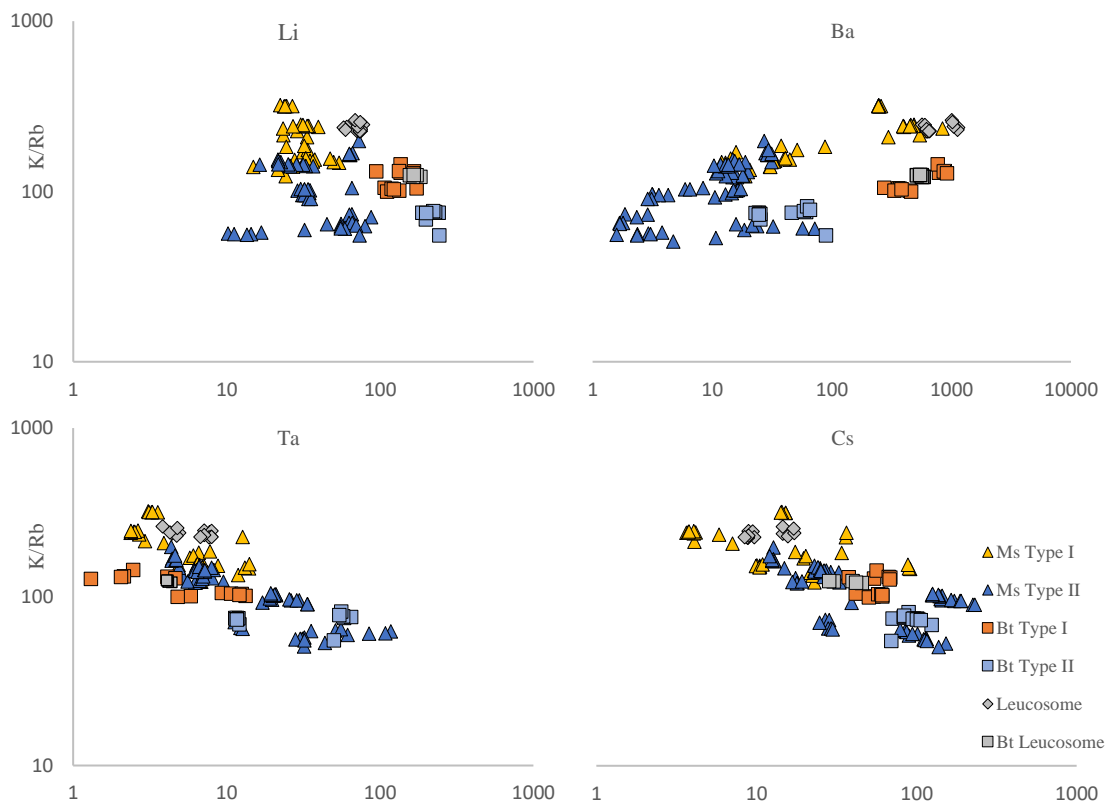 Li
K/Rb
1000
100
10
1 10 100 1000
Ba
1 10 100 1000 10000
Ta
K/Rb
1000
100
10
1 10 100 1000
Cs
1 10 100 1000
Ms Type I
Ms Type II
Bt Type I
Bt Type II
Leucosome
Bt Leucosome